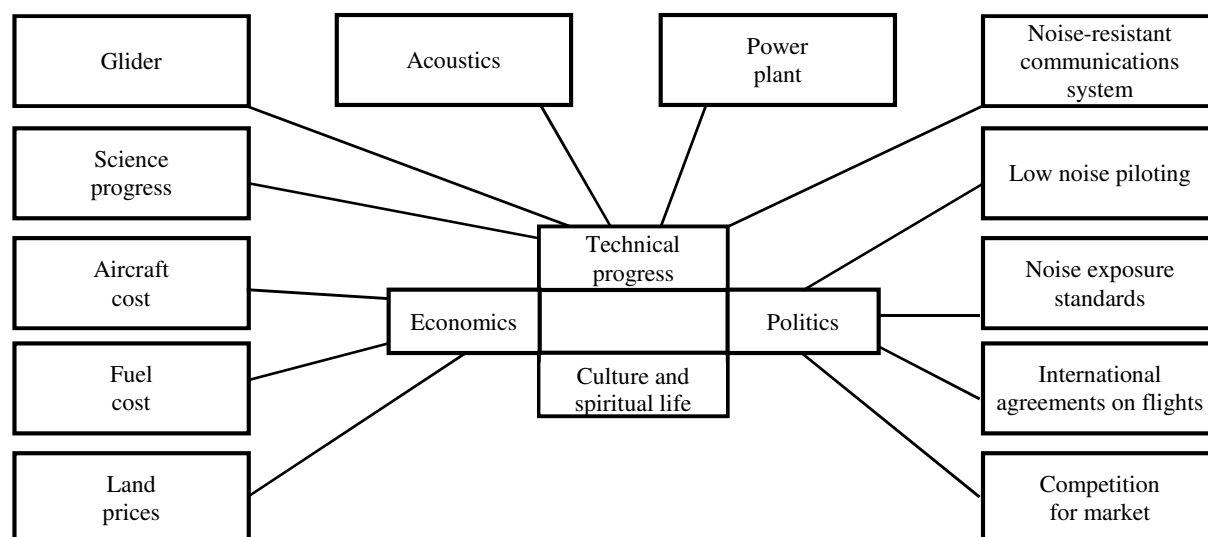 Glider
Acoustics
Power
plant
Noise-resistant
communications
system
Science
progress
Low noise piloting
Technical
progress
Aircraft
cost
Noise exposure
standards
Economics
Politics
Fuel
cost
Culture and
spiritual life
International
agreements on flights
Land
prices
Competition
for market